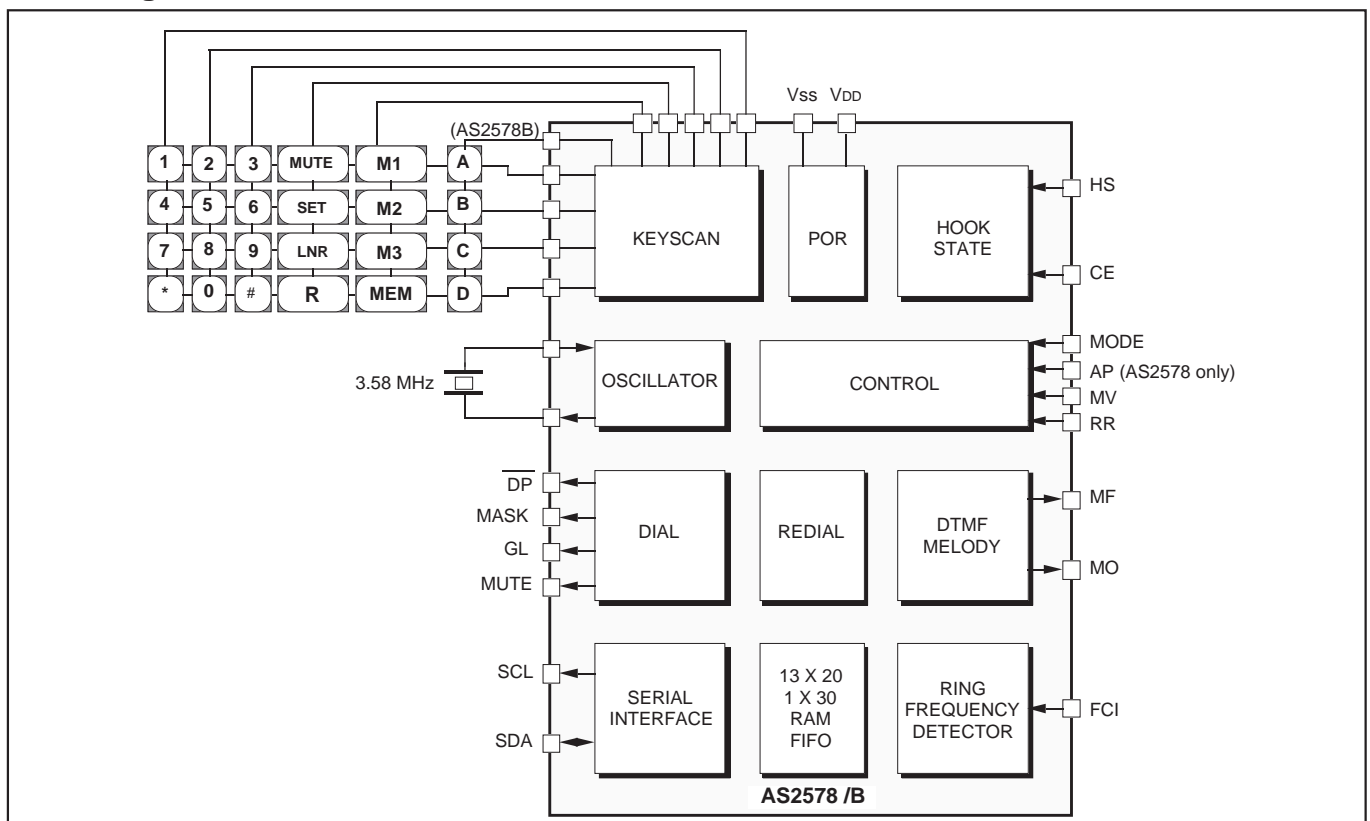 Vss VDD
(AS2578B)
1 2 3 MUTE M1 A
4 5 6 SET M2 B
7 8 9 LNR M3 C
* 0 # R MEM D
KEYSCAN
POR
HOOK
STATE
HS
CE
3.58 MHz
OSCILLATOR
CONTROL
MODE
AP (AS2578 only)
MV
RR
DP
MASK
GL
MUTE
DIAL
REDIAL
DTMF
MELODY
MF
MO
SCL
SDA
SERIAL
INTERFACE
13 X 20
1 X 30
RAM
FIFO
RING
FREQUENCY
DETECTOR
FCI
AS2578 /B